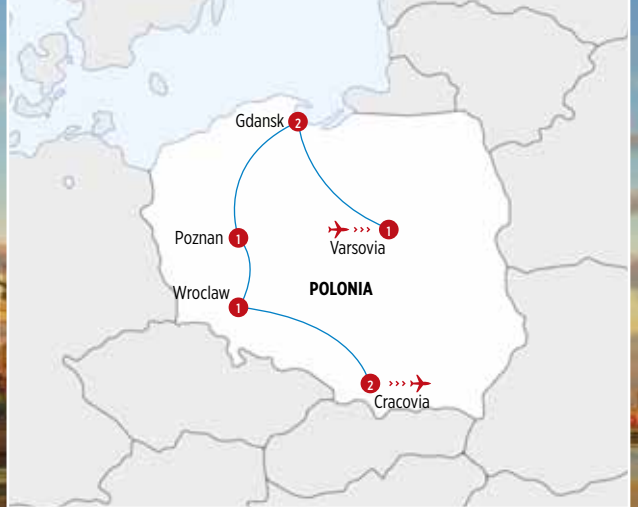 Gdansk 2
Poznan 1
1
Varsovia
Wroclaw
1
POLONIA
2
Cracovia